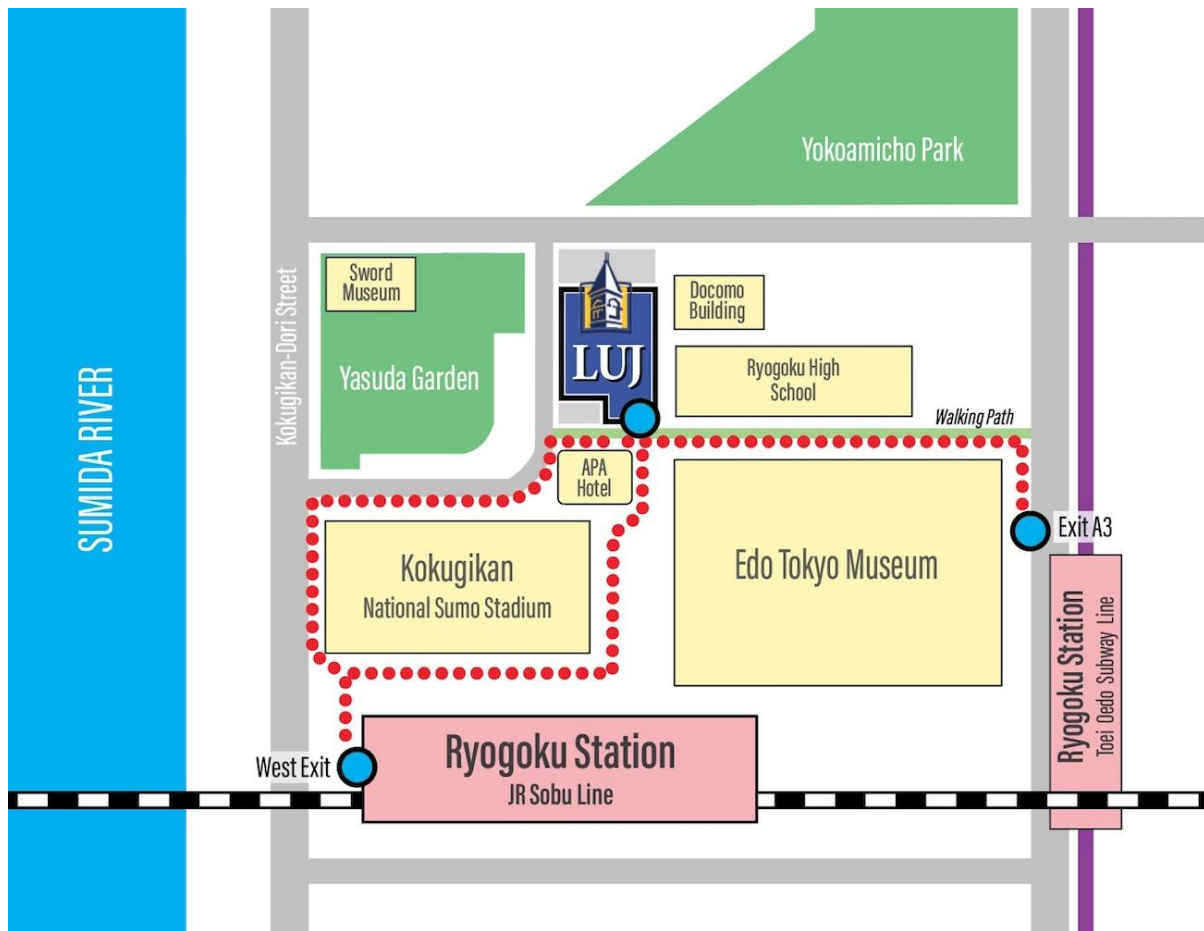 Yokoamicho Park
Kokugikan-Dori Street
Sword
Museum
Docomo
Building
LUJ
SUMIDA RIVER
Yasuda Garden
Ryogoku High
School
Walking Path
APA
Hotel
Exit A3
Kokugikan
National Sumo Stadium
Edo Tokyo Museum
Ryogoku Station
Toei Oedo Subway Line
West Exit
Ryogoku Station
JR Sobu Line